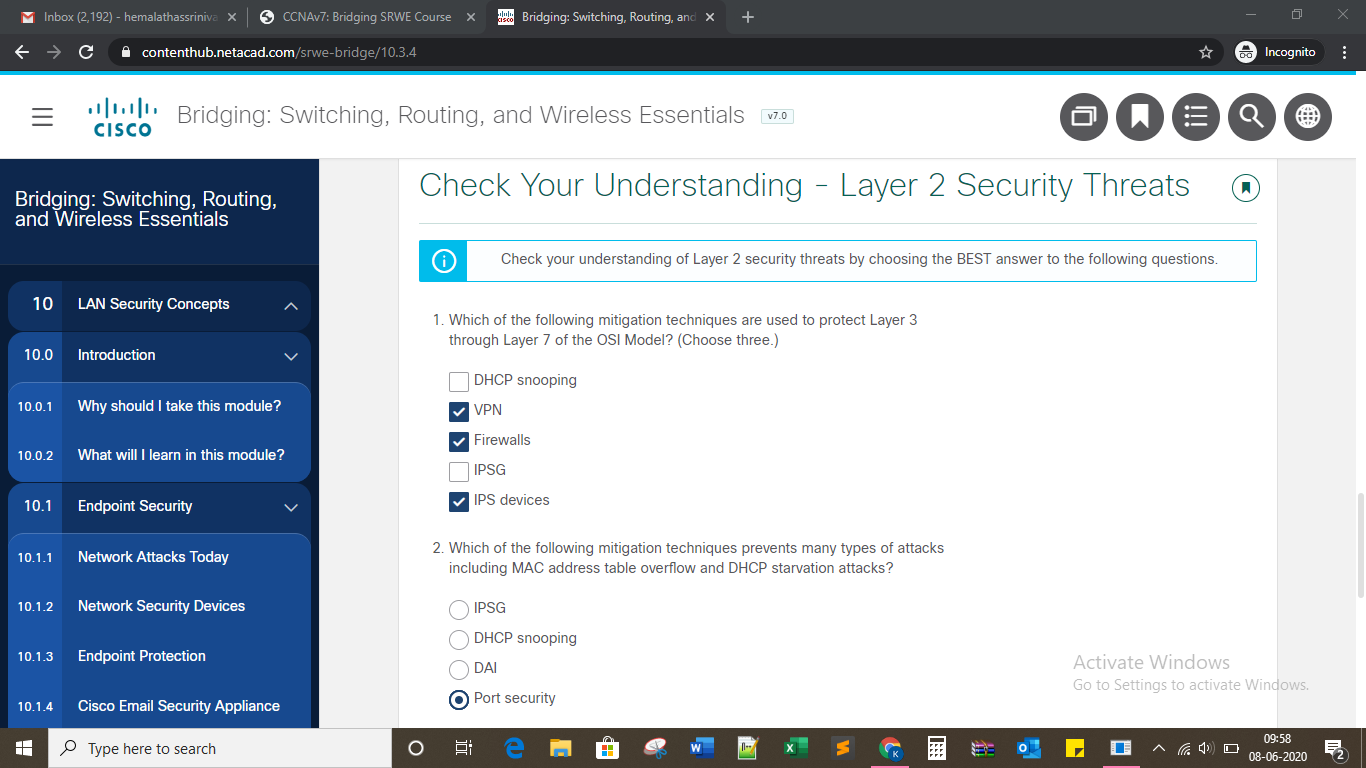 Inbox (2,192) - hemalathassriniva
CCNAv7: Bridging SRWE Course
Bridging: Switching, Routing, and
contenthub.netacad.com/srwe-bridge/10.3.4
Incognito
CISCO
Bridging: Switching, Routing, and Wireless Essentials
v7.0
Bridging: Switching, Routing,
and Wireless Essentials
10 LAN Security Concepts
10.0 Introduction
10.0.1 Why should I take this module?
10.0.2 What will I learn in this module?
10.1 Endpoint Security
10.1.1 Network Attacks Today
10.1.2 Network Security Devices
10.1.3 Endpoint Protection
10.1.4 Cisco Email Security Appliance
Check Your Understanding - Layer 2 Security Threats
Check your understanding of Layer 2 security threats by choosing the BEST answer to the following questions.
1. Which of the following mitigation techniques are used to protect Layer 3
through Layer 7 of the OSI Model? (Choose three.)
DHCP snooping
VPN
Firewalls
IPSG
IPS devices
2. Which of the following mitigation techniques prevents many types of attacks
including MAC address table overflow and DHCP starvation attacks?
IPSG
DHCP snooping
DAI
Port security
Activate Windows
Go to Settings to activate Windows.
Type here to search
09:58
08-06-2020
2